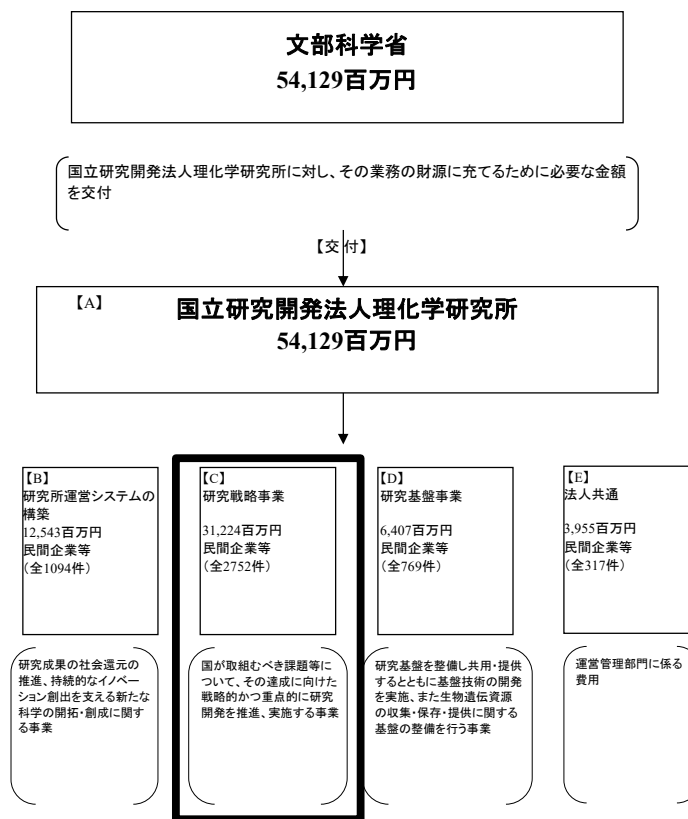 文部科学省
54,129百万円
国立研究開発法人理化学研究所に対し、その業務の財源に充てるために必要な金額
を交付
【交 付】
【A】
国立研究開発法人理化学研究所
54,129百万円
【B】
研究所運営システムの
構築
12,543百万円
民間企業等
（全1094件）
研究成果の社会還元の
推進、持続的なイノベー
ション創出を支える新たな
科学の開拓・創成に関す
る事業
【C】
研究戦略事業
31,224百万円
民間企業等
（全2752件）
国が取組むべき課題等に
ついて、その達成に向けた
戦略的かつ重点的に研究
開発を推進、実施する事業
【D】
研究基盤事業
6,407百万円
民間企業等
（全769件）
研究基盤を整備し共用・提供
するとともに基盤技術の開発
を実施、また生物遺伝資源
の収集・保存・提供に関する
基盤の整備を行う事業
【E】
法人共通
3,955百万円
民間企業等
（全317件）
運営管理部門に係る
費用